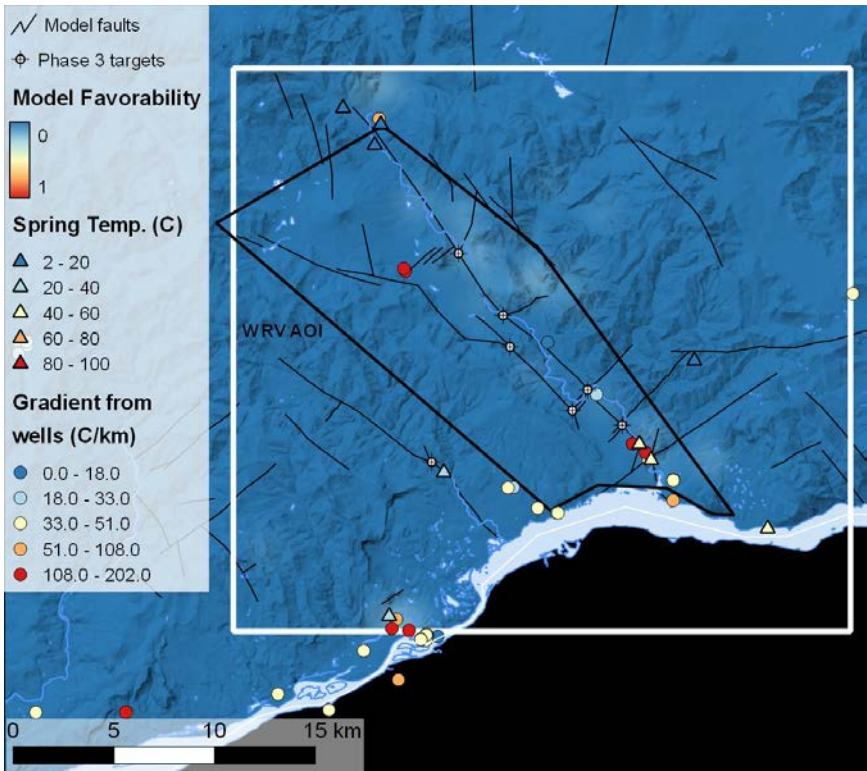 Model faults
Phase 3 targets
Model Favorability
0
1
Spring Temp. (C)
2 - 20
20 - 40
40 - 60
60 - 80
80 - 100
Gradient from
wells (C/km)
0.0 - 18.0
18.0 - 33.0
33.0 - 51.0
51.0 - 108.0
108.0 - 202.0
WRV AOI
0 5 10 15 km